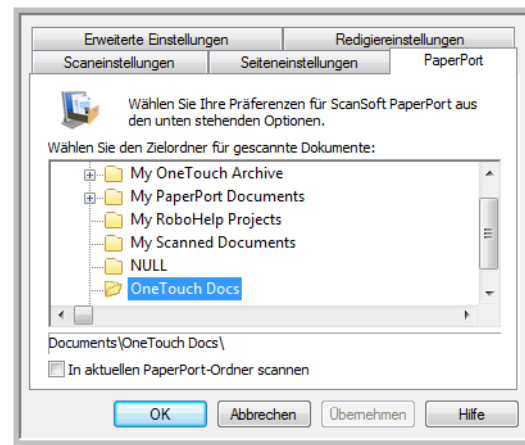 Erweiterte Einstellungen Redigiereinstellungen
Scaneinstellungen Seiteneinstellungen PaperPort
Wählen Sie Ihre Präferenzen für ScanSoft PaperPort aus
den unten stehenden Optionen.
Wählen Sie den Zielordner für gescannte Dokumente:
My OneTouch Archive
My PaperPort Documents
My RoboHelp Projects
My Scanned Documents
NULL
OneTouch Docs
Documents\OneTouch Docs\
In aktuellen PaperPort-Ordner scannen
OK Abbrechen Übernehmen Hilfe